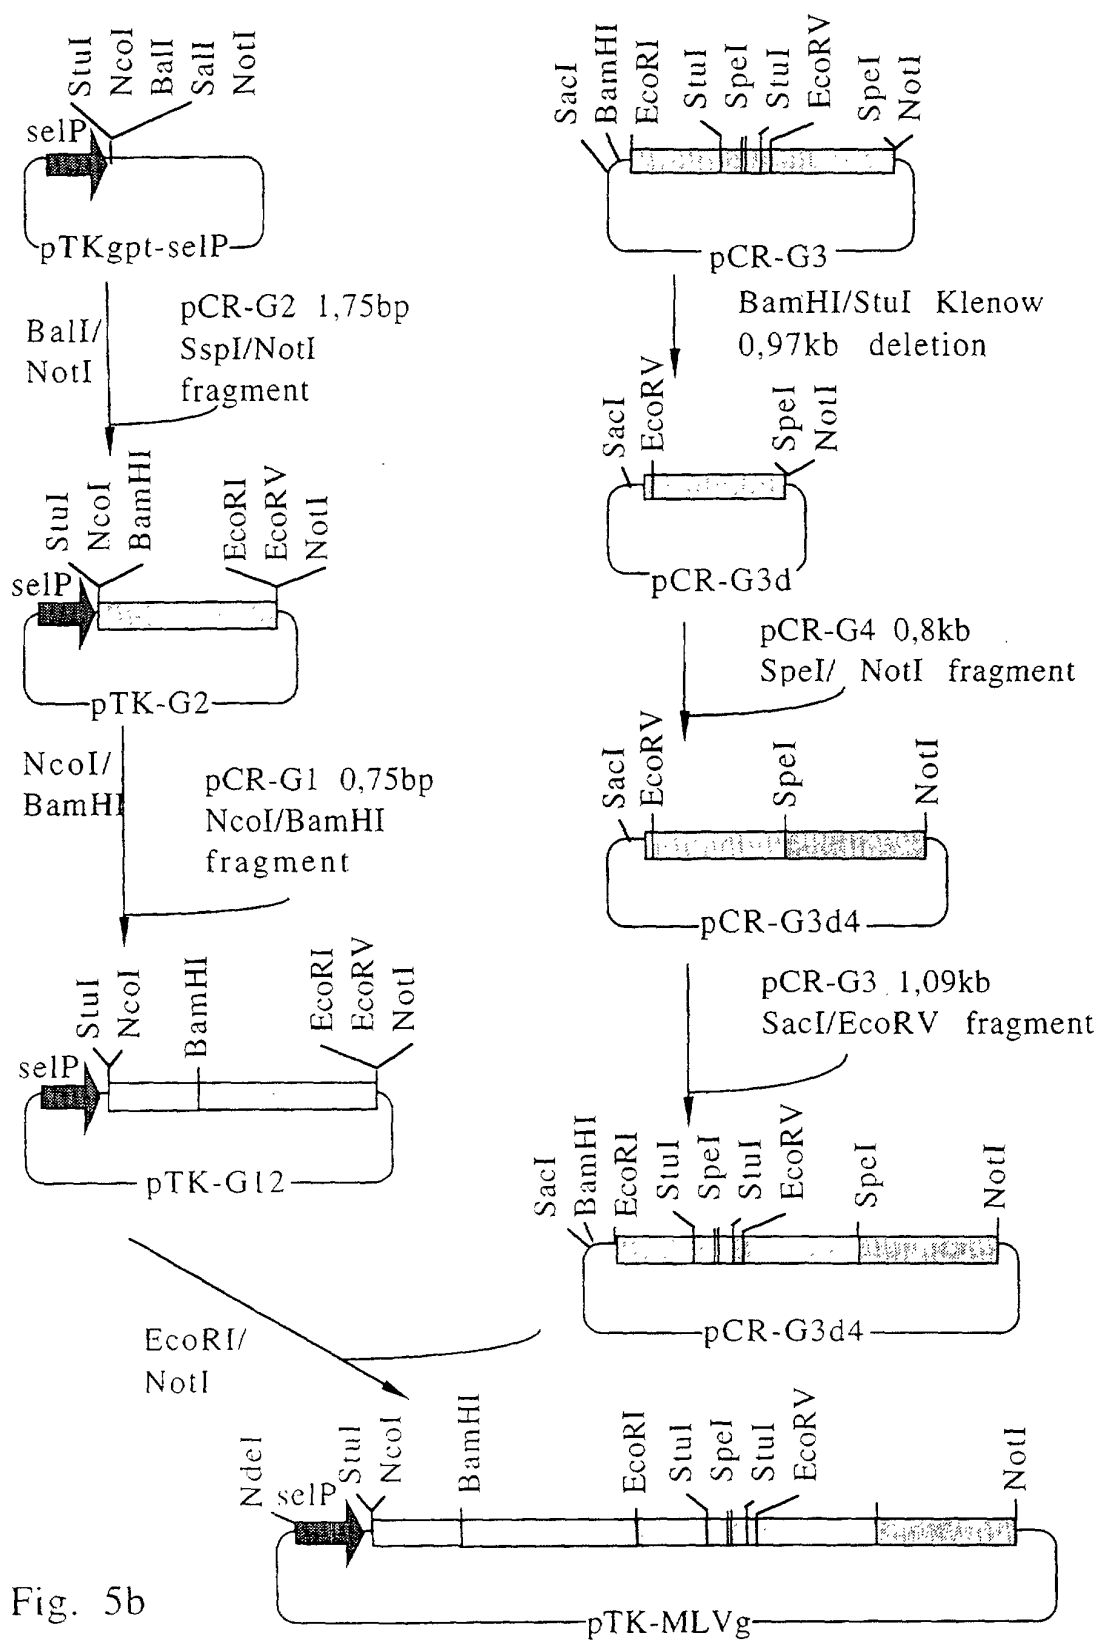 StuI
NcoI
BalI
SalI
NotI
selP
pTKgpt-selP
BalI/
NotI
pCR-G2 1,75bp
SspI/NotI
fragment
StuI
NcoI
BamHI
EcoRI
EcoRV
NotI
selP
pTK-G2
NcoI/
BamHI
pCR-G1 0,75bp
NcoI/BamHI
fragment
StuI
NcoI
BamHI
EcoRI
EcoRV
NotI
selP
pTK-G12
EcoRI/
NotI
SacI
BamHI
EcoRI
StuI
SpeI
StuI
EcoRV
SpeI
NotI
pCR-G3
BamHI/StuI Klenow
0,97kb deletion
SacI
EcoRV
SpeI
NotI
pCR-G3d
pCR-G4 0,8kb
SpeI/ NotI fragment
SacI
EcoRV
SpeI
NotI
pCR-G3d4
pCR-G3 1,09kb
SacI/EcoRV fragment
SacI
BamHI
EcoRI
StuI
SpeI
StuI
EcoRV
SpeI
NotI
pCR-G3d4
NdeI
selP
StuI
NcoI
BamHI
EcoRI
StuI
SpeI
StuI
EcoRV
NotI
pTK-MLVg
Fig. 5b